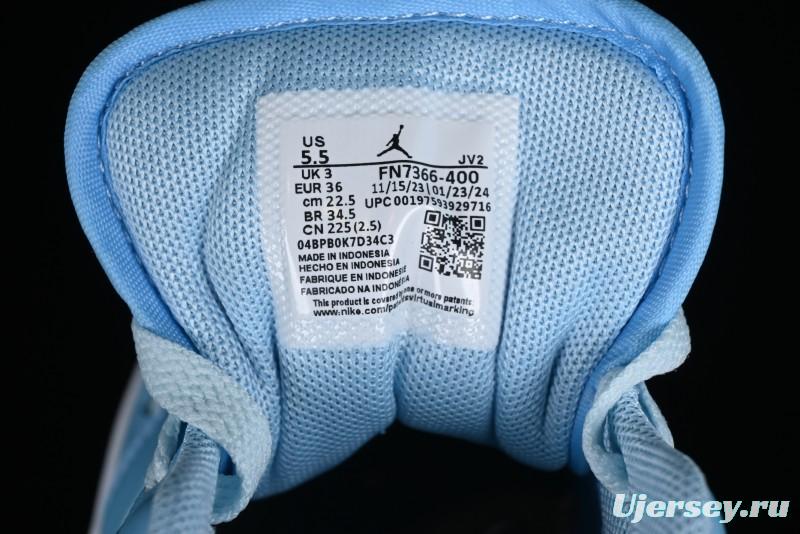 US
5.5 JV2
UK 3 FN7366-400
EUR 36 11/15/23 | 01/23/24
cm 22.5 UPC 00197593929716
BR 34.5
CN 225 (2.5)
04BPB0K7D34C3
MADE IN INDONESIA
HECHO EN INDONESIA
FABRIQUE EN INDONESIE
FABRICADO NA INDONESIA
This product is covered by one or more patents:
www.nike.com/patentsvirtualmarking
Ujersey.ru